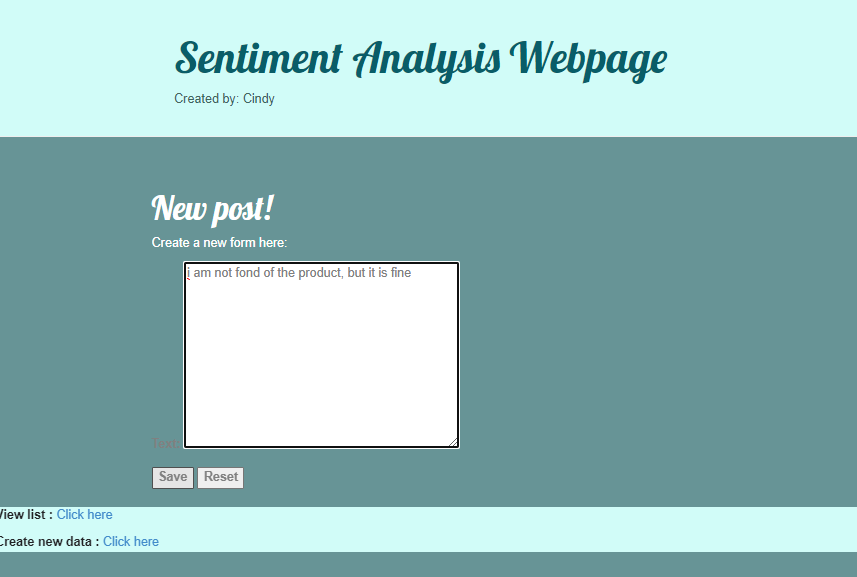 Sentiment Analysis Webpage
Created by: Cindy
New post!
Create a new form here:
i am not fond of the product, but it is fine
Text:
Save Reset
View list : Click here
Create new data : Click here